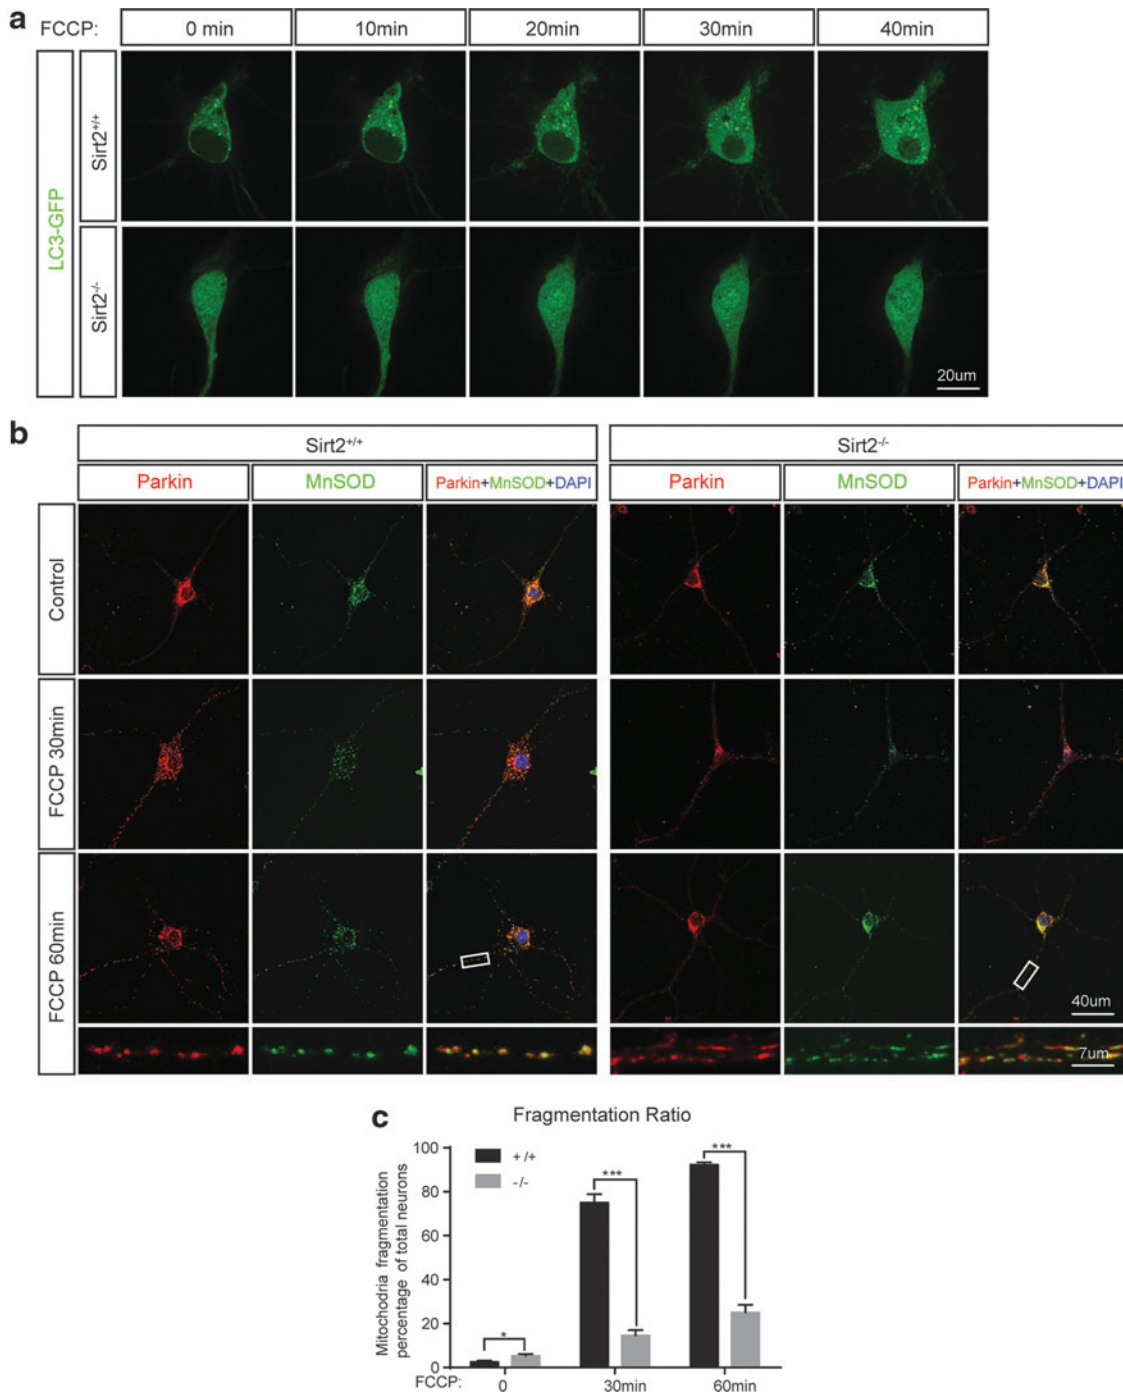 a
FCCP: 0 min 10min 20min 30min 40min
LC3-GFP
Sirt2+/+
Sirt2-/-
20um
b
Sirt2+/+ Sirt2-/-
Parkin MnSOD Parkin+MnSOD+DAPI Parkin MnSOD Parkin+MnSOD+DAPI
Control
FCCP 30min
FCCP 60min
40um
7um
c
Fragmentation Ratio
Mitochodria fragmentation
percentage of total neurons
100
80
60
40
20
0
+/+
-/-
*
***
***
FCCP: 0 30min 60min